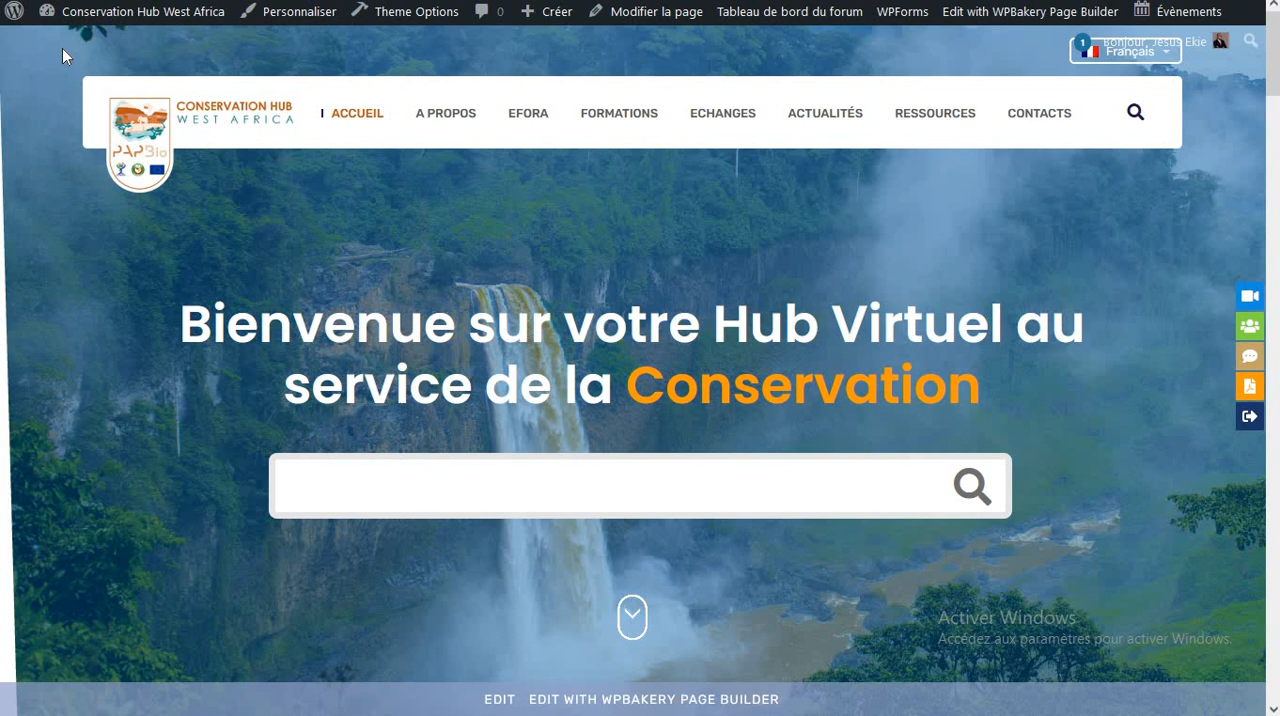 Conservation Hub West Africa Personnaliser Theme Options 0 Créer Modifier la page Tableau de bord du forum WPForms Edit with WPBakery Page Builder Évènements
1 Bonjour, Jésus Ekie
Français
CONSERVATION HUB
WEST AFRICA
PAPBio
ACCUEIL A PROPOS EFORA FORMATIONS ECHANGES ACTUALITÉS RESSOURCES CONTACTS
Bienvenue sur votre Hub Virtuel au
service de la Conservation
Activer Windows
Accédez aux paramètres pour activer Windows.
EDIT EDIT WITH WPBAKERY PAGE BUILDER